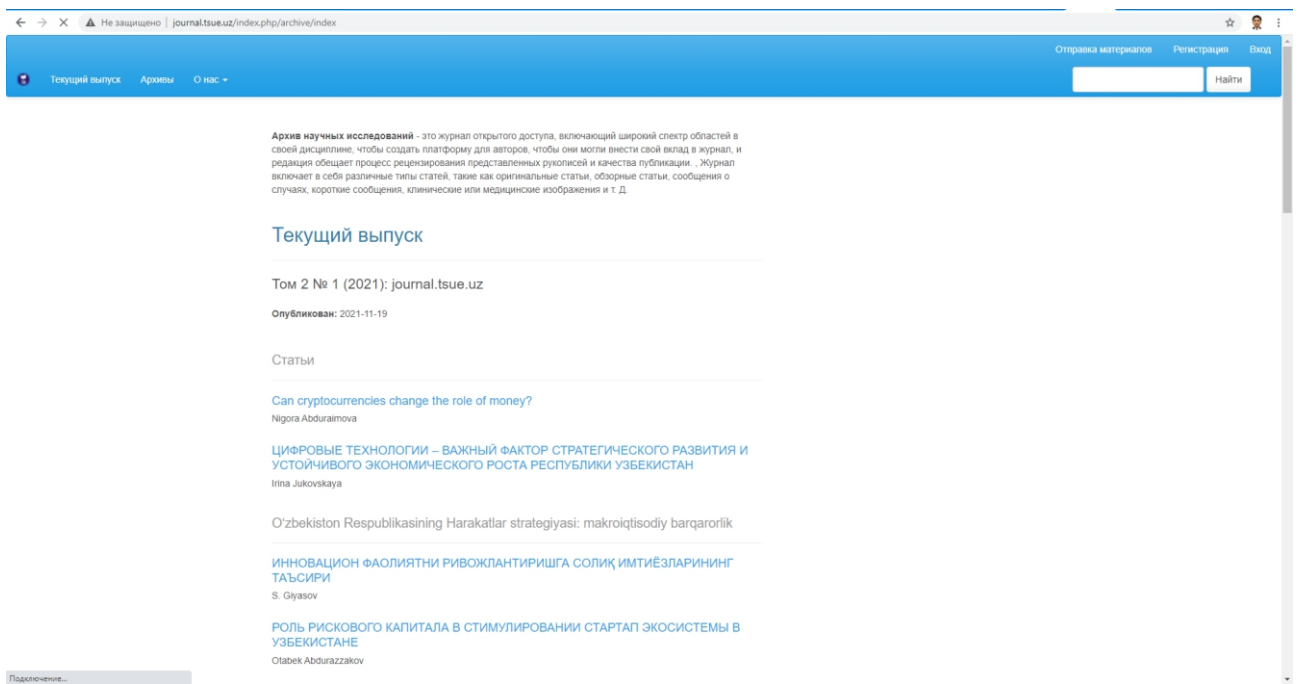 Не защищено | journal.tsue.uz/index.php/archive/index
Отправка материалов Регистрация Вход
Текущий выпуск Архивы О нас
Найти
Архив научных исследований - это журнал открытого доступа, включающий широкий спектр областей в
своей дисциплине, чтобы создать платформу для авторов, чтобы они могли внести свой вклад в журнал, и
редакция обещает процесс рецензирования представленных рукописей и качества публикации. , Журнал
включает в себя различные типы статей, такие как оригинальные статьи, обзорные статьи, сообщения о
случаях, короткие сообщения, клинические или медицинские изображения и т. Д.
Текущий выпуск
Том 2 № 1 (2021): journal.tsue.uz
Опубликован: 2021-11-19
Статьи
Can cryptocurrencies change the role of money?
Nigora Abduraimova
ЦИФРОВЫЕ ТЕХНОЛОГИИ – ВАЖНЫЙ ФАКТОР СТРАТЕГИЧЕСКОГО РАЗВИТИЯ И
УСТОЙЧИВОГО ЭКОНОМИЧЕСКОГО РОСТА РЕСПУБЛИКИ УЗБЕКИСТАН
Irina Jukovskaya
O'zbekiston Respublikasining Harakatlar strategiyasi: makroiqtisodiy barqarorlik
ИННОВАЦИОН ФАОЛИЯТНИ РИВОЖЛАНТИРИШГА СОЛИҚ ИМТИЁЗЛАРИНИНГ
ТАЪСИРИ
S. Giyasov
РОЛЬ РИСКОВОГО КАПИТАЛА В СТИМУЛИРОВАНИИ СТАРТАП ЭКОСИСТЕМЫ В
УЗБЕКИСТАНЕ
Otabek Abdurazzakov
Подключение...